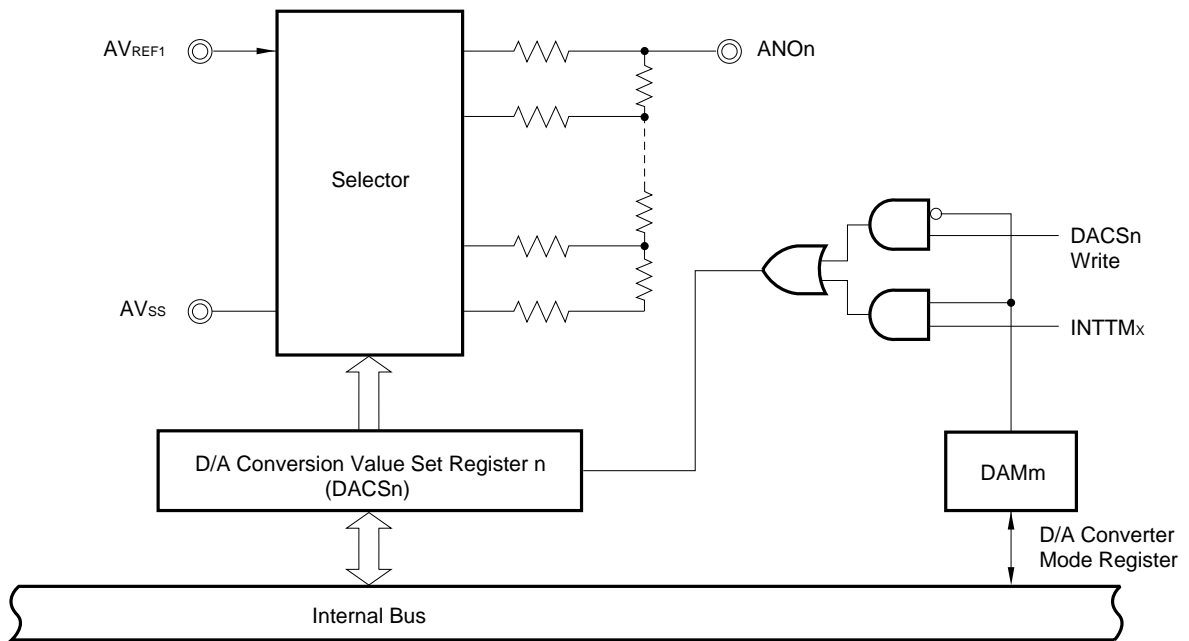 AVREF1
ANOn
Selector
DACSn
Write
AVSS
INTTMX
D/A Conversion Value Set Register n
(DACSn)
DAMm
D/A Converter
Mode Register
Internal Bus